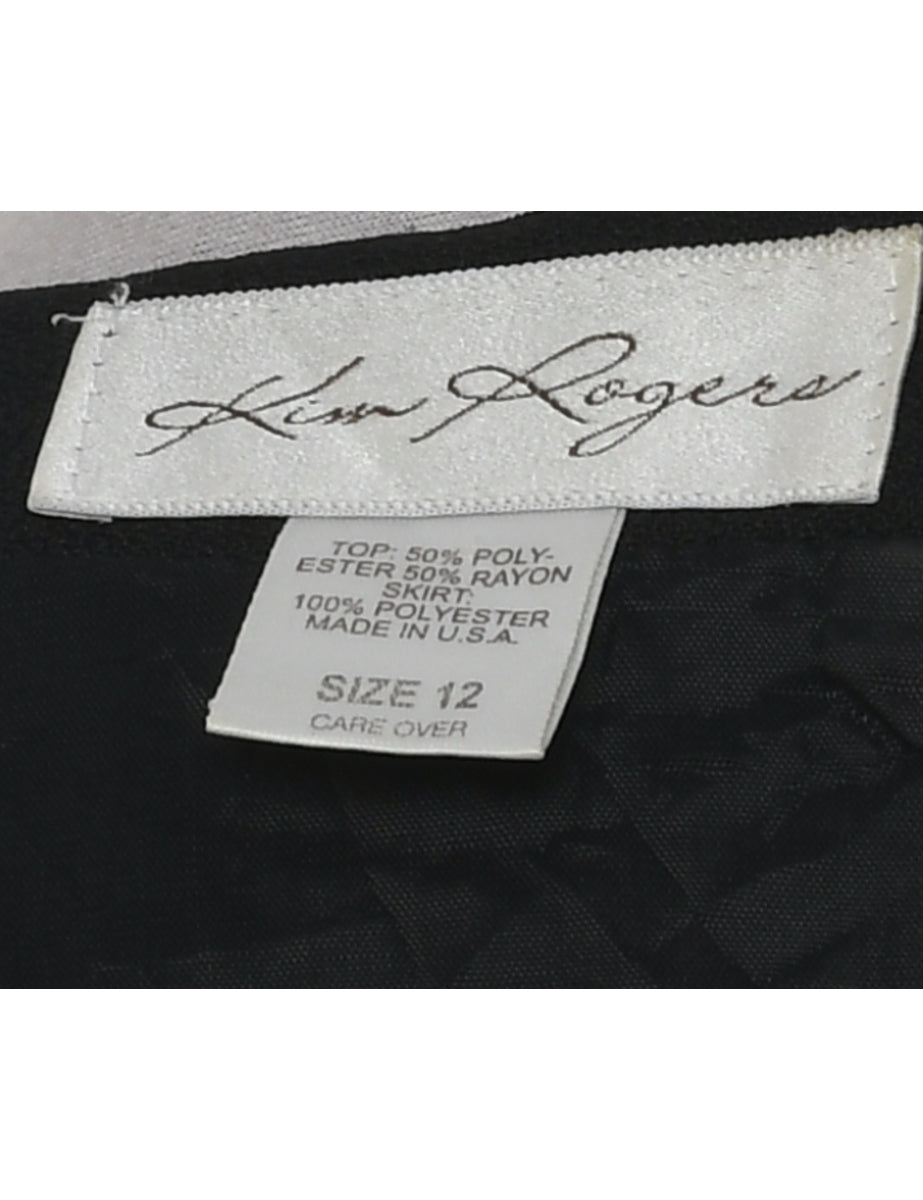 Kim Rogers
TOP: 50% POLY-
ESTER 50% RAYON
SKIRT:
100% POLYESTER
MADE IN U.S.A.
SIZE 12
CARE OVER